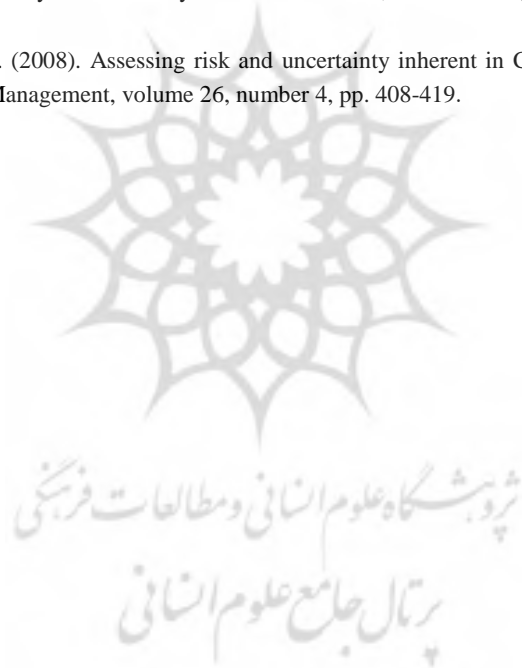 . (2008). Assessing risk and uncertainty inherent in C
Management, volume 26, number 4, pp. 408-419.
پژوهشگاه علوم انسانی و مطالعات فرهنگی
پرتال جامع علوم انسانی